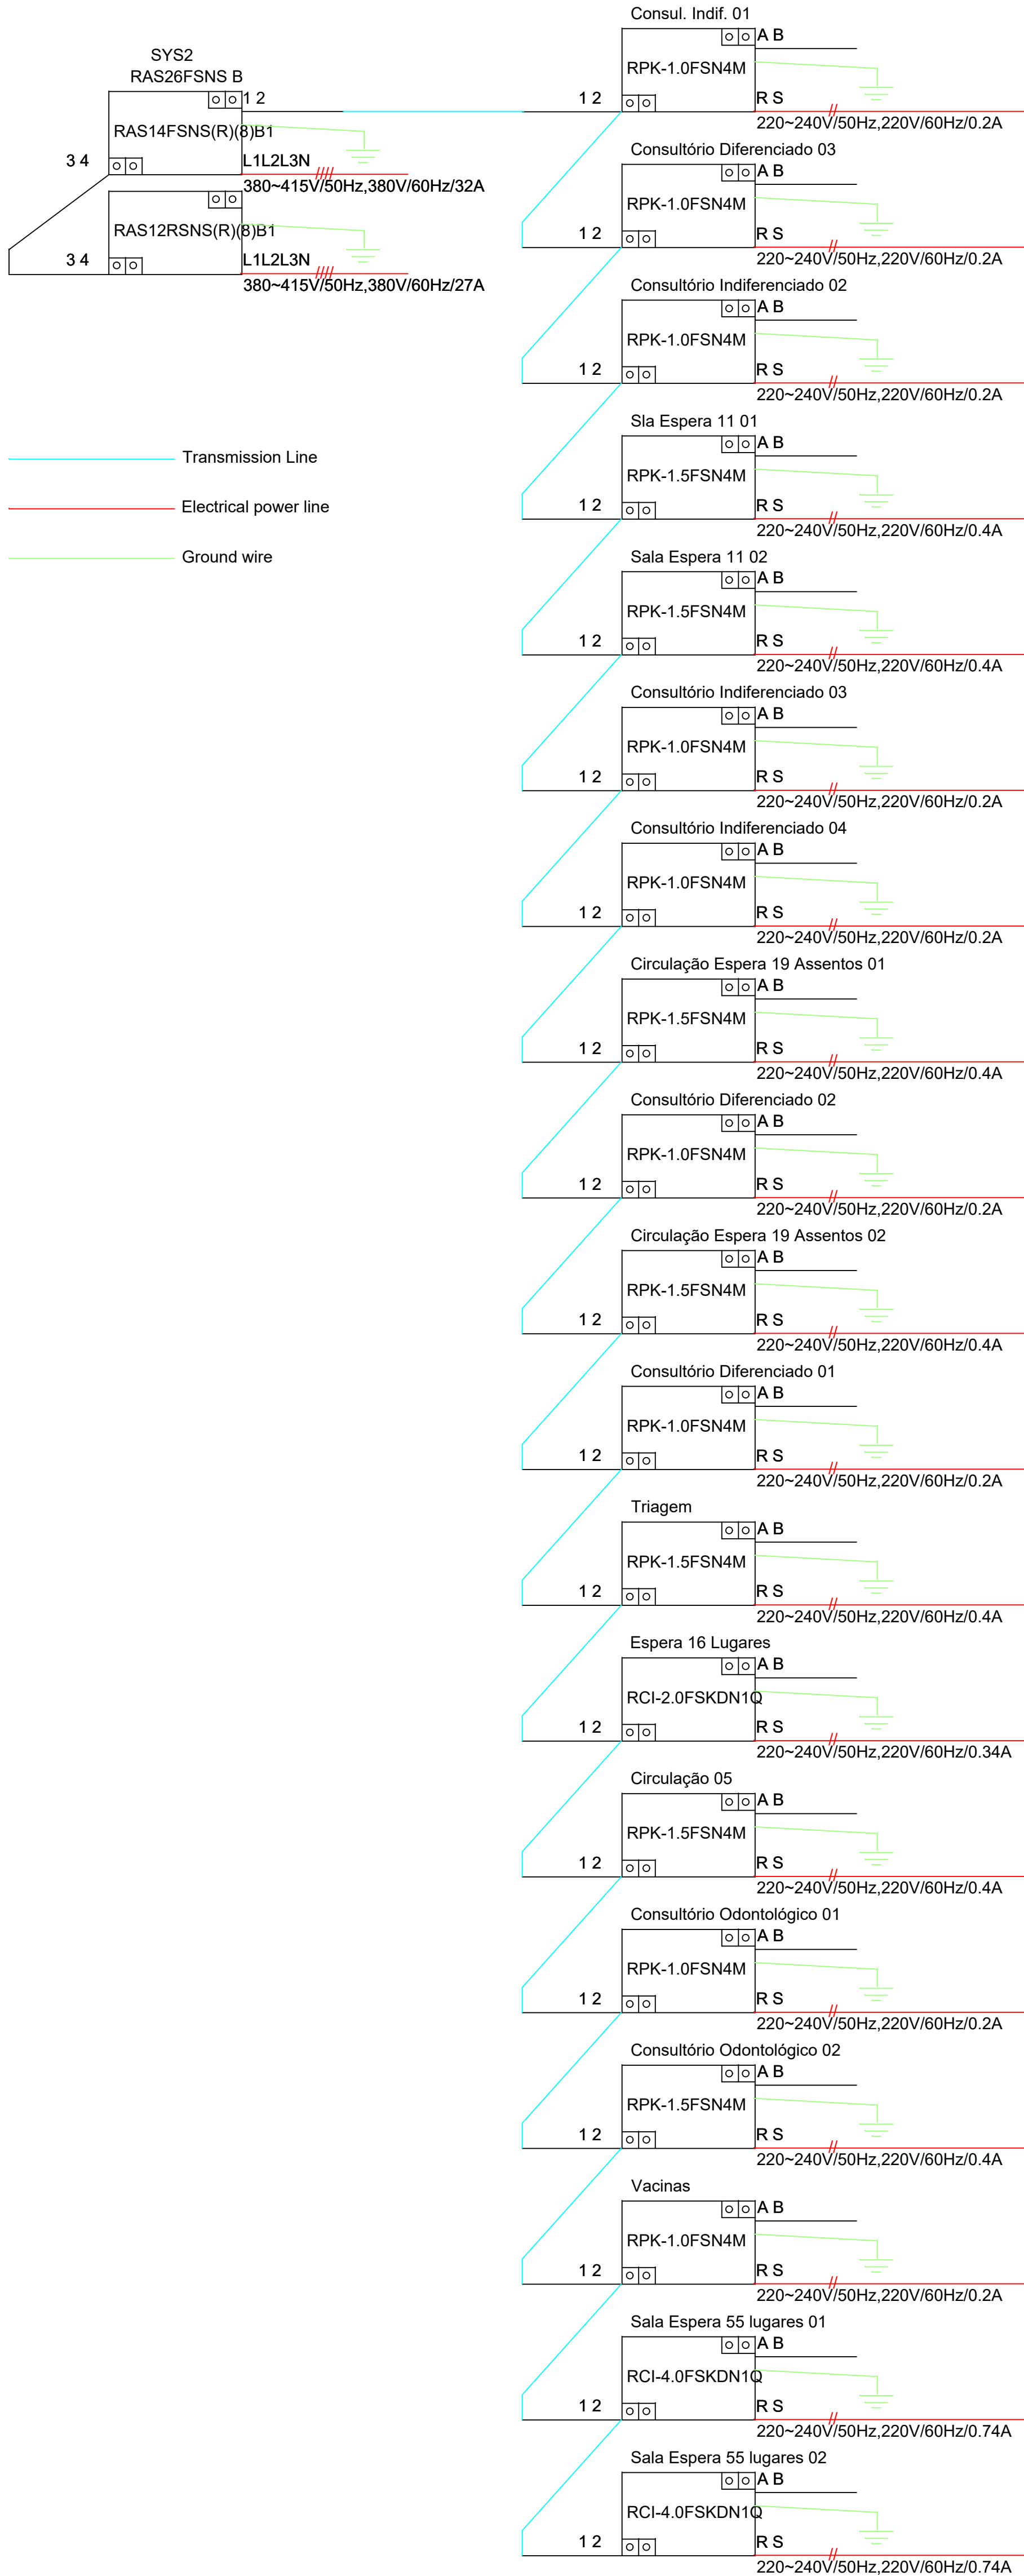 SYS2
RAS26FSNS B
1 2
RAS14FSNS(R)(8)B1
3 4
L1L2L3N
380~415V/50Hz,380V/60Hz/32A
RAS12RSNS(R)(8)B1
3 4
L1L2L3N
380~415V/50Hz,380V/60Hz/27A
Transmission Line
Electrical power line
Ground wire
Consul. Indif. 01
A B
RPK-1.0FSN4M
1 2
R S
220~240V/50Hz,220V/60Hz/0.2A
Consultório Diferenciado 03
A B
RPK-1.0FSN4M
1 2
R S
220~240V/50Hz,220V/60Hz/0.2A
Consultório Indiferenciado 02
A B
RPK-1.0FSN4M
1 2
R S
220~240V/50Hz,220V/60Hz/0.2A
Sla Espera 11 01
A B
RPK-1.5FSN4M
1 2
R S
220~240V/50Hz,220V/60Hz/0.4A
Sala Espera 11 02
A B
RPK-1.5FSN4M
1 2
R S
220~240V/50Hz,220V/60Hz/0.4A
Consultório Indiferenciado 03
A B
RPK-1.0FSN4M
1 2
R S
220~240V/50Hz,220V/60Hz/0.2A
Consultório Indiferenciado 04
A B
RPK-1.0FSN4M
1 2
R S
220~240V/50Hz,220V/60Hz/0.2A
Circulação Espera 19 Assentos 01
A B
RPK-1.5FSN4M
1 2
R S
220~240V/50Hz,220V/60Hz/0.4A
Consultório Diferenciado 02
A B
RPK-1.0FSN4M
1 2
R S
220~240V/50Hz,220V/60Hz/0.2A
Circulação Espera 19 Assentos 02
A B
RPK-1.5FSN4M
1 2
R S
220~240V/50Hz,220V/60Hz/0.4A
Consultório Diferenciado 01
A B
RPK-1.0FSN4M
1 2
R S
220~240V/50Hz,220V/60Hz/0.2A
Triagem
A B
RPK-1.5FSN4M
1 2
R S
220~240V/50Hz,220V/60Hz/0.4A
Espera 16 Lugares
A B
RCI-2.0FSKDN1Q
1 2
R S
220~240V/50Hz,220V/60Hz/0.34A
Circulação 05
A B
RPK-1.5FSN4M
1 2
R S
220~240V/50Hz,220V/60Hz/0.4A
Consultório Odontológico 01
A B
RPK-1.0FSN4M
1 2
R S
220~240V/50Hz,220V/60Hz/0.2A
Consultório Odontológico 02
A B
RPK-1.5FSN4M
1 2
R S
220~240V/50Hz,220V/60Hz/0.4A
Vacinas
A B
RPK-1.0FSN4M
1 2
R S
220~240V/50Hz,220V/60Hz/0.2A
Sala Espera 55 lugares 01
A B
RCI-4.0FSKDN1Q
1 2
R S
220~240V/50Hz,220V/60Hz/0.74A
Sala Espera 55 lugares 02
A B
RCI-4.0FSKDN1Q
1 2
R S
220~240V/50Hz,220V/60Hz/0.74A